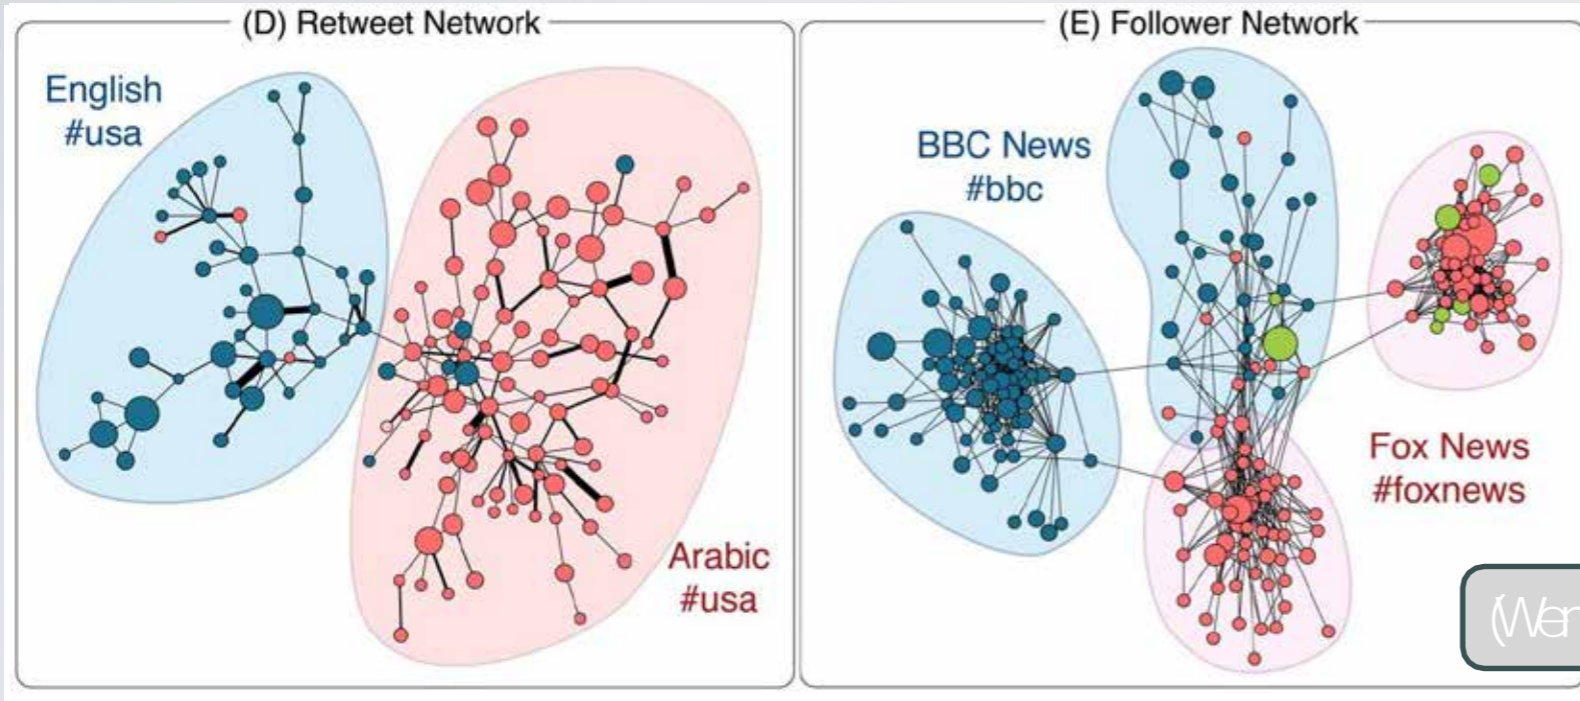 (D) Retweet Network
English
#usa
Arabic
#usa
(E) Follower Network
BBC News
#bbc
Fox News
#foxnews